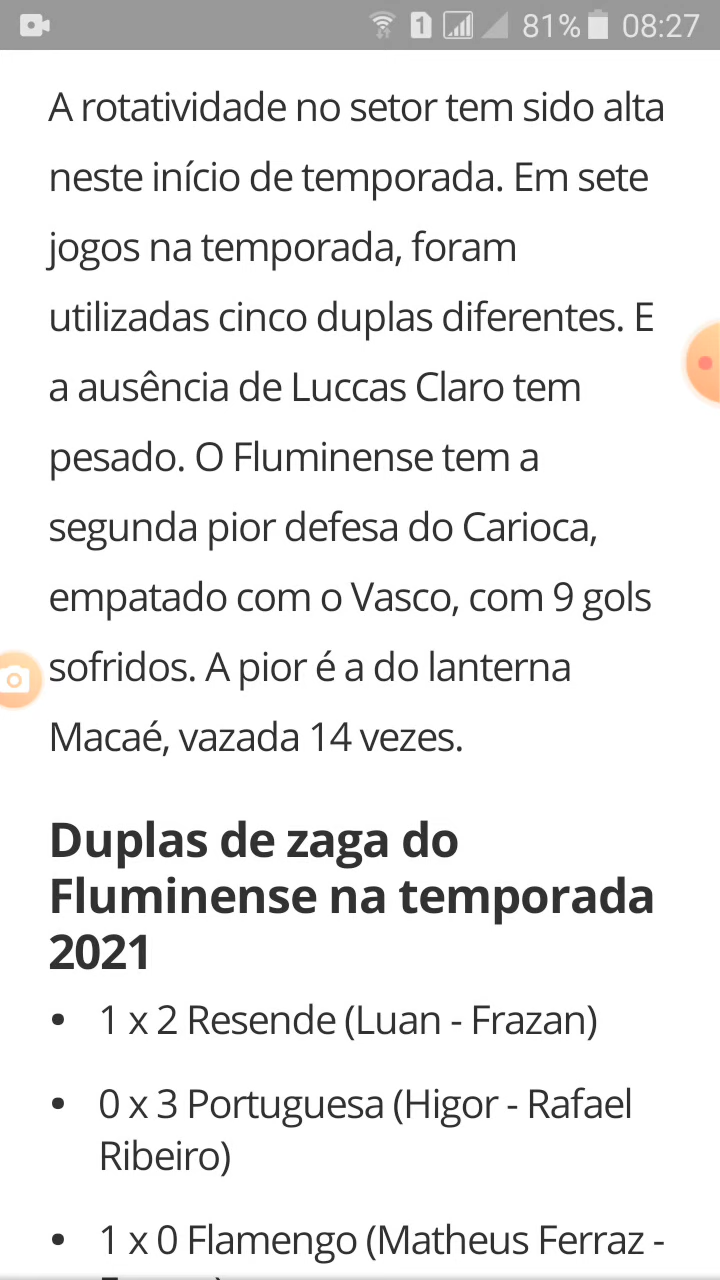 1 81% 08:27
A rotatividade no setor tem sido alta
neste início de temporada. Em sete
jogos na temporada, foram
utilizadas cinco duplas diferentes. E
a ausência de Luccas Claro tem
pesado. O Fluminense tem a
segunda pior defesa do Carioca,
empatado com o Vasco, com 9 gols
sofridos. A pior é a do lanterna
Macaé, vazada 14 vezes.
Duplas de zaga do
Fluminense na temporada
2021
• 1 x 2 Resende (Luan - Frazan)
• 0 x 3 Portuguesa (Higor - Rafael
Ribeiro)
• 1 x 0 Flamengo (Matheus Ferraz -